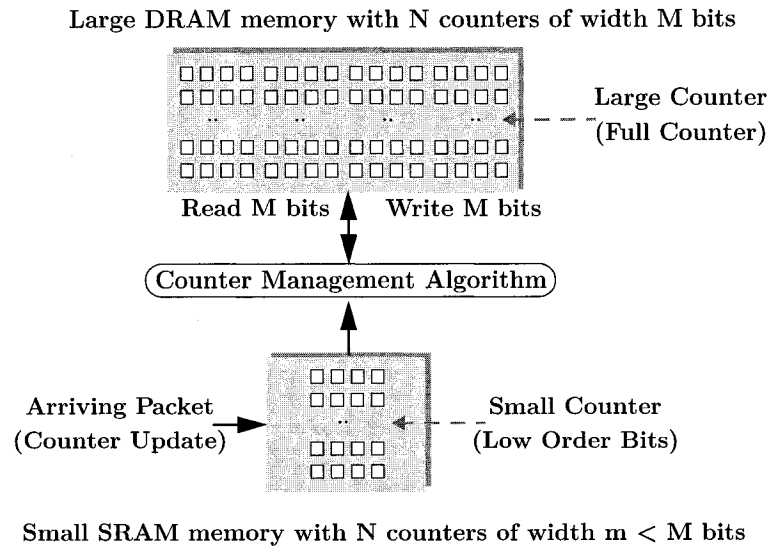 Large DRAM memory with N counters of width M bits
Large Counter
(Full Counter)
Read M bits
Write M bits
Counter Management Algorithm
Arriving Packet
(Counter Update)
Small Counter
(Low Order Bits)
Small SRAM memory with N counters of width m < M bits